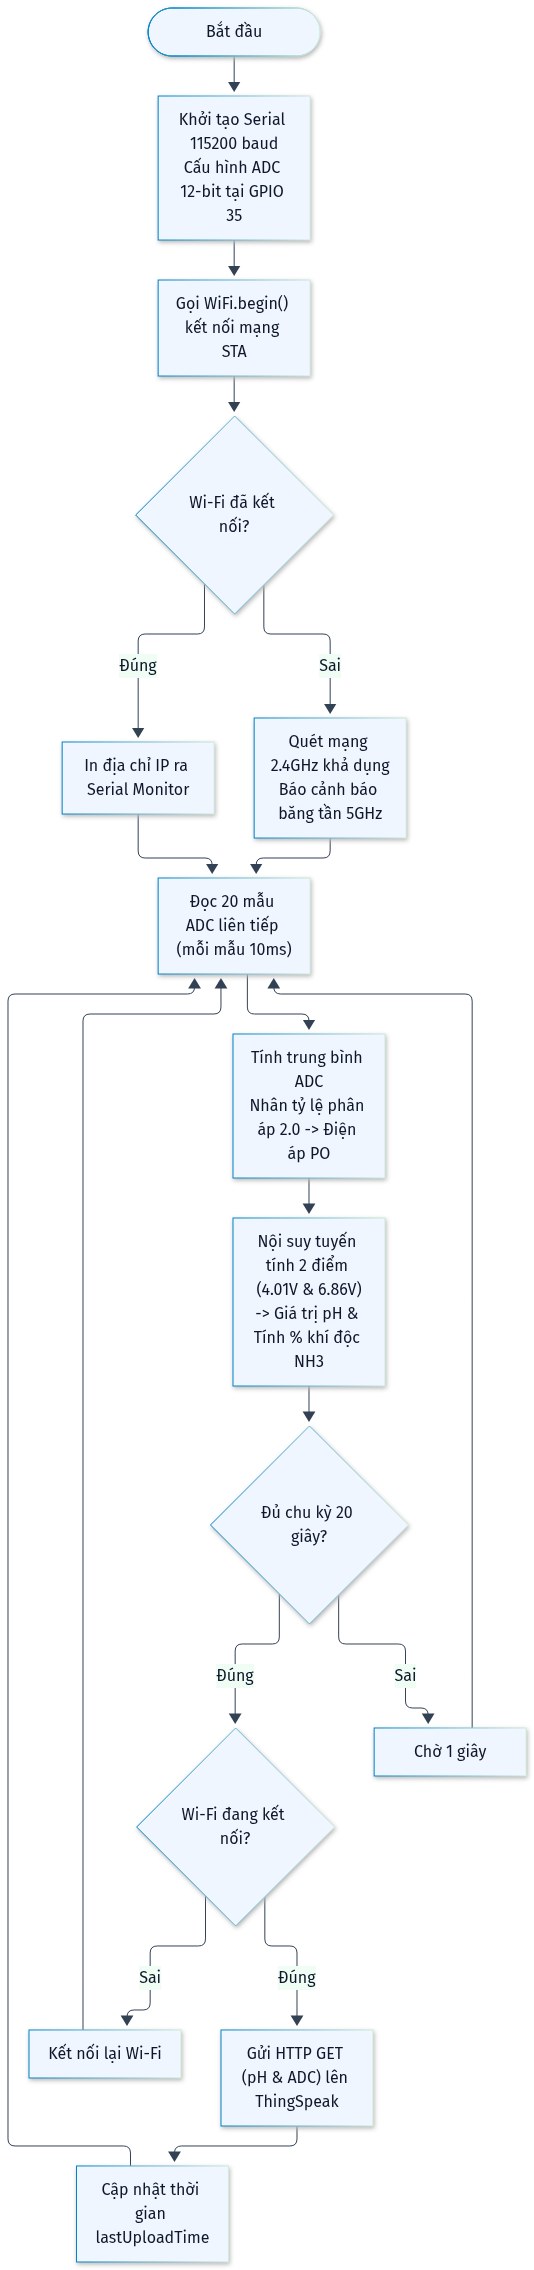 Bắt đầu
Khởi tạo Serial
115200 baud
Cấu hình ADC
12-bit tại GPIO
35
Gọi WiFi.begin()
kết nối mạng
STA
Wi-Fi đã kết
nối?
Đúng
Sai
In địa chỉ IP ra
Serial Monitor
Quét mạng
2.4GHz khả dụng
Báo cảnh báo
băng tần 5GHz
Đọc 20 mẫu
ADC liên tiếp
(mỗi mẫu 10ms)
Tính trung bình
ADC
Nhân tỷ lệ phân
áp 2.0 -> Điện
áp PO
Nội suy tuyến
tính 2 điểm
(4.01V & 6.86V)
-> Giá trị pH &
Tính % khí độc
NH3
Đủ chu kỳ 20
giây?
Đúng
Sai
Chờ 1 giây
Wi-Fi đang kết
nối?
Sai
Đúng
Kết nối lại Wi-Fi
Gửi HTTP GET
(pH & ADC) lên
ThingSpeak
Cập nhật thời
gian
lastUploadTime